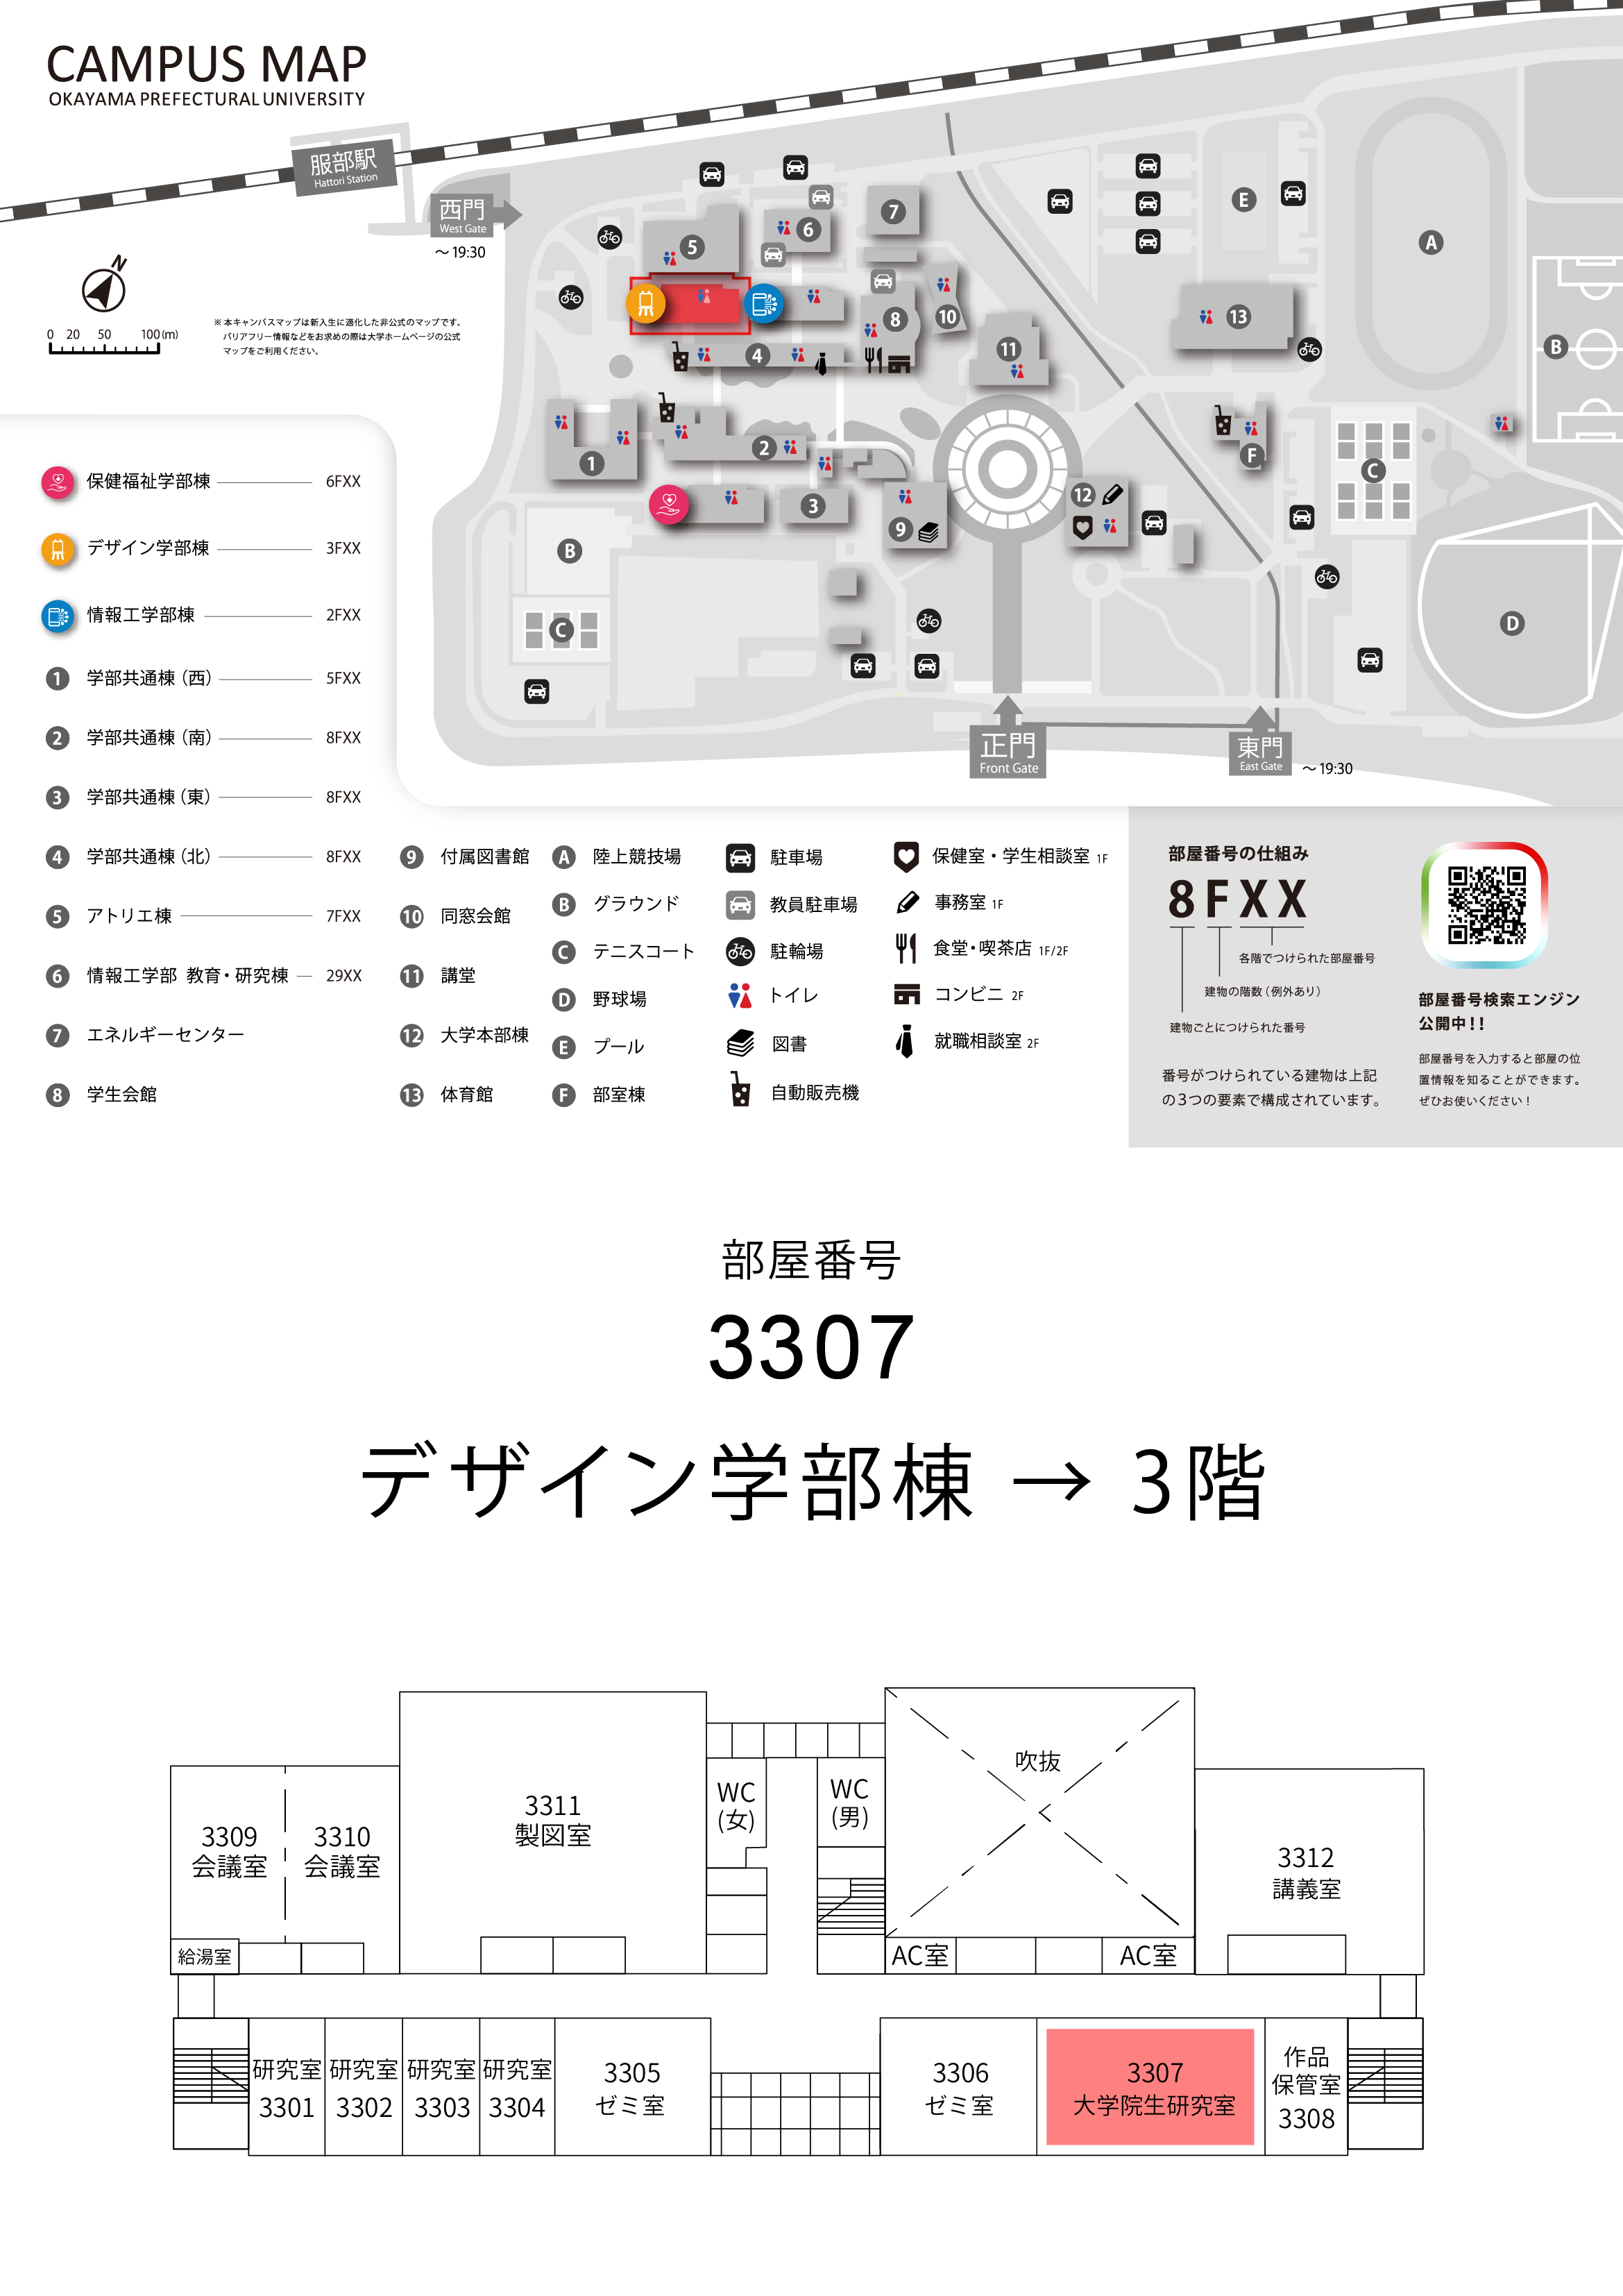 CAMPUS MAP
OKAYAMA PREFECTURAL UNIVERSITY
服部駅
Hattori Station
西門
West Gate
～19:30
N
0 20 50 100(m)
※本キャンパスマップは新入生に適化した非公式のマップです。
バリアフリー情報などをお求めの際は大学ホームページの公式
マップをご利用ください。
5
6
7
8
10
11
4
13
E
A
B
1
2
3
9
12
F
C
B
C
D
正門
Front Gate
東門
East Gate
～19:30
保健福祉学部棟 6FXX
デザイン学部棟 3FXX
情報工学部棟 2FXX
1 学部共通棟（西） 5FXX
2 学部共通棟（南） 8FXX
3 学部共通棟（東） 8FXX
4 学部共通棟（北） 8FXX
5 アトリエ棟 7FXX
6 情報工学部 教育・研究棟 29XX
7 エネルギーセンター
8 学生会館
9 付属図書館
10 同窓会館
11 講堂
12 大学本部棟
13 体育館
A 陸上競技場
B グラウンド
C テニスコート
D 野球場
E プール
F 部室棟
駐車場
教員駐車場
駐輪場
トイレ
図書
自動販売機
保健室・学生相談室 1F
事務室 1F
食堂・喫茶店 1F/2F
コンビニ 2F
就職相談室 2F
部屋番号の仕組み
8FXX
各階でつけられた部屋番号
建物の階数（例外あり）
建物ごとにつけられた番号
番号がつけられている建物は上記
の3つの要素で構成されています。
部屋番号検索エンジン
公開中！！
部屋番号を入力すると部屋の位
置情報を知ることができます。
ぜひお使いください！
部屋番号
3307
デザイン学部棟 → 3階
3309
会議室
3310
会議室
給湯室
3311
製図室
WC
(女)
WC
(男)
吹抜
AC室
AC室
3312
講義室
研究室
3301
研究室
3302
研究室
3303
研究室
3304
3305
ゼミ室
3306
ゼミ室
3307
大学院生研究室
作品
保管室
3308